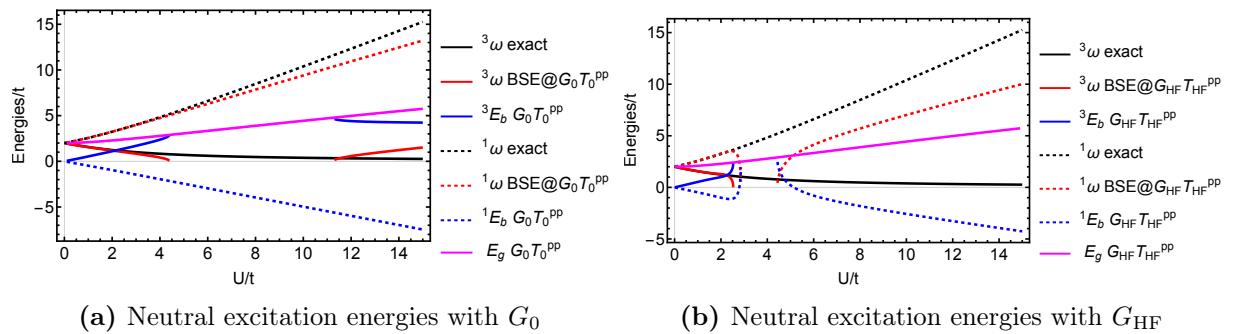 Energies/t
15
10
5
0
−5
0 2 4 6 8 10 12 14
U/t
³ω exact
³ω BSE@G₀T₀ᵖᵖ
³E_b G₀T₀ᵖᵖ
¹ω exact
¹ω BSE@G₀T₀ᵖᵖ
¹E_b G₀T₀ᵖᵖ
E_g G₀T₀ᵖᵖ
(a) Neutral excitation energies with G₀
Energies/t
15
10
5
0
−5
0 2 4 6 8 10 12 14
U/t
³ω exact
³ω BSE@G_HF T_HFᵖᵖ
³E_b G_HF T_HFᵖᵖ
¹ω exact
¹ω BSE@G_HF T_HFᵖᵖ
¹E_b G_HF T_HFᵖᵖ
E_g G_HF T_HFᵖᵖ
(b) Neutral excitation energies with G_HF